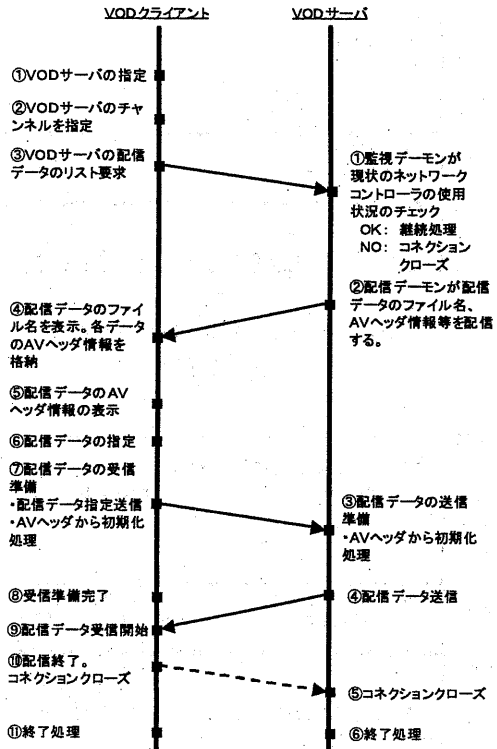 VODクライアント
VODサーバ
①VODサーバの指定
②VODサーバのチャ
ンネルを指定
③VODサーバの配信
データのリスト要求
①監視デーモンが
現状のネットワーク
コントローラの使用
状況のチェック
OK: 継続処理
NO: コネクション
クローズ
②配信デーモンが配信
データのファイル名、
AVヘッダ情報等を配信
する。
④配信データのファイ
ル名を表示。各データ
のAVヘッダ情報を
格納
⑤配信データのAV
ヘッダ情報の表示
⑥配信データの指定
⑦配信データの受信
準備
・配信データ指定送信
・AVヘッダから初期化
処理
③配信データの送信
準備
・AVヘッダから初期化
処理
⑧受信準備完了
④配信データ送信
⑨配信データ受信開始
⑩配信終了。
コネクションクローズ
⑤コネクションクローズ
⑪終了処理
⑥終了処理